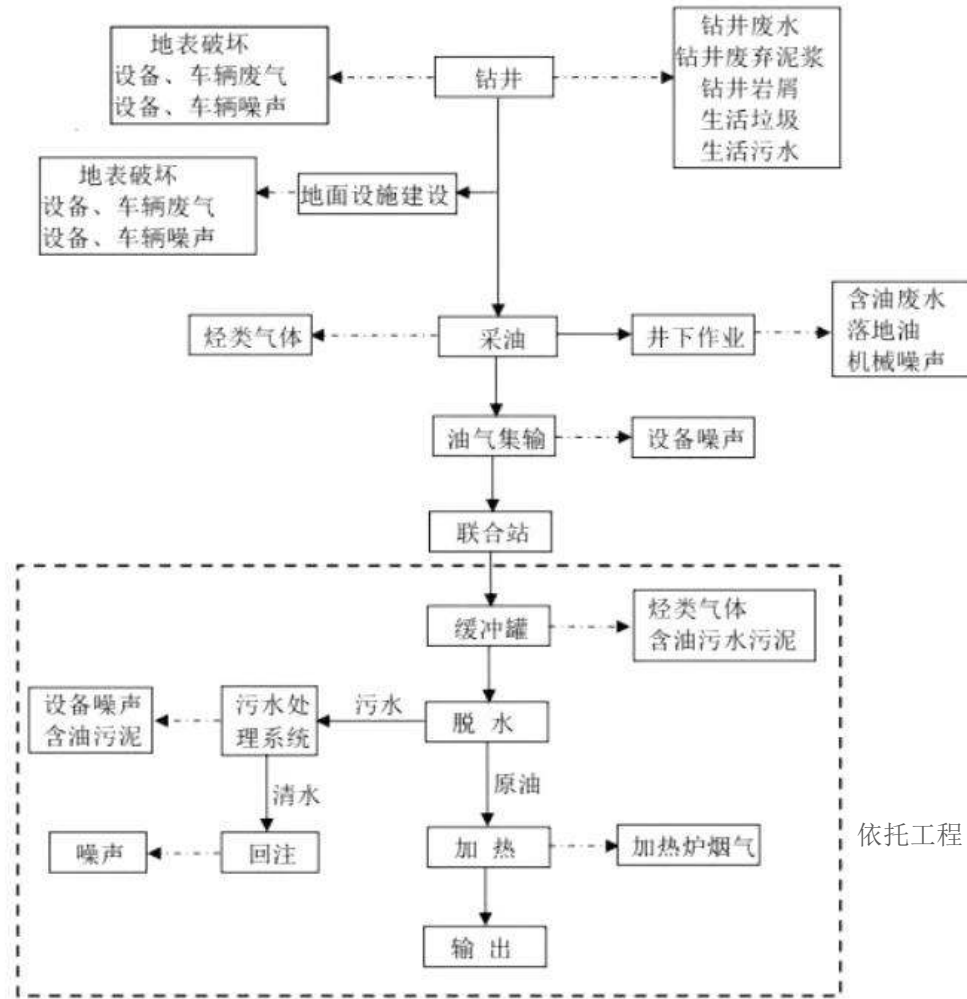 地表破坏
设备、车辆废气
设备、车辆噪声
钻井
钻井废水
钻井废弃泥浆
钻井岩屑
生活垃圾
生活污水
地表破坏
设备、车辆废气
设备、车辆噪声
地面设施建设
烃类气体
采油
井下作业
含油废水
落地油
机械噪声
油气集输
设备噪声
联合站
缓冲罐
烃类气体
含油污水污泥
设备噪声
含油污泥
污水处
理系统
污水
脱水
清水
原油
噪声
回注
加热
加热炉烟气
依托工程
输出